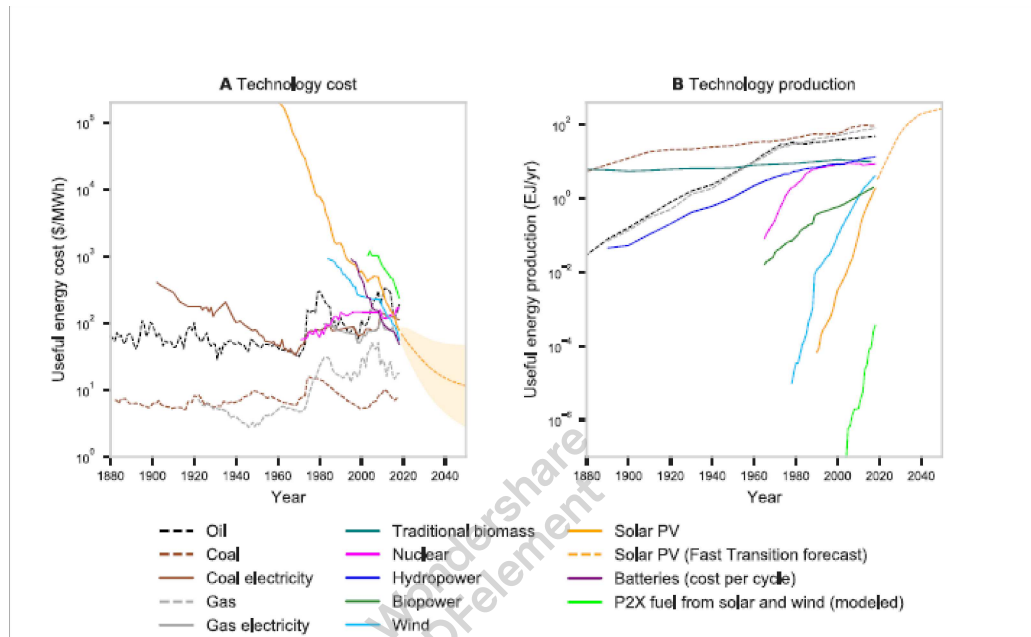 A Technology cost
B Technology production
Useful energy cost ($/MWh)
10^5
10^4
10^3
10^2
10^1
10^0
1880 1900 1920 1940 1960 1980 2000 2020 2040
Year
Useful energy production (EJ/yr)
10^2
10^0
10^-2
10^-4
10^-6
1880 1900 1920 1940 1960 1980 2000 2020 2040
Year
Oil
Coal
Coal electricity
Gas
Gas electricity
Traditional biomass
Nuclear
Hydropower
Biopower
Wind
Solar PV
Solar PV (Fast Transition forecast)
Batteries (cost per cycle)
P2X fuel from solar and wind (modeled)
Wondershare
PDFelement